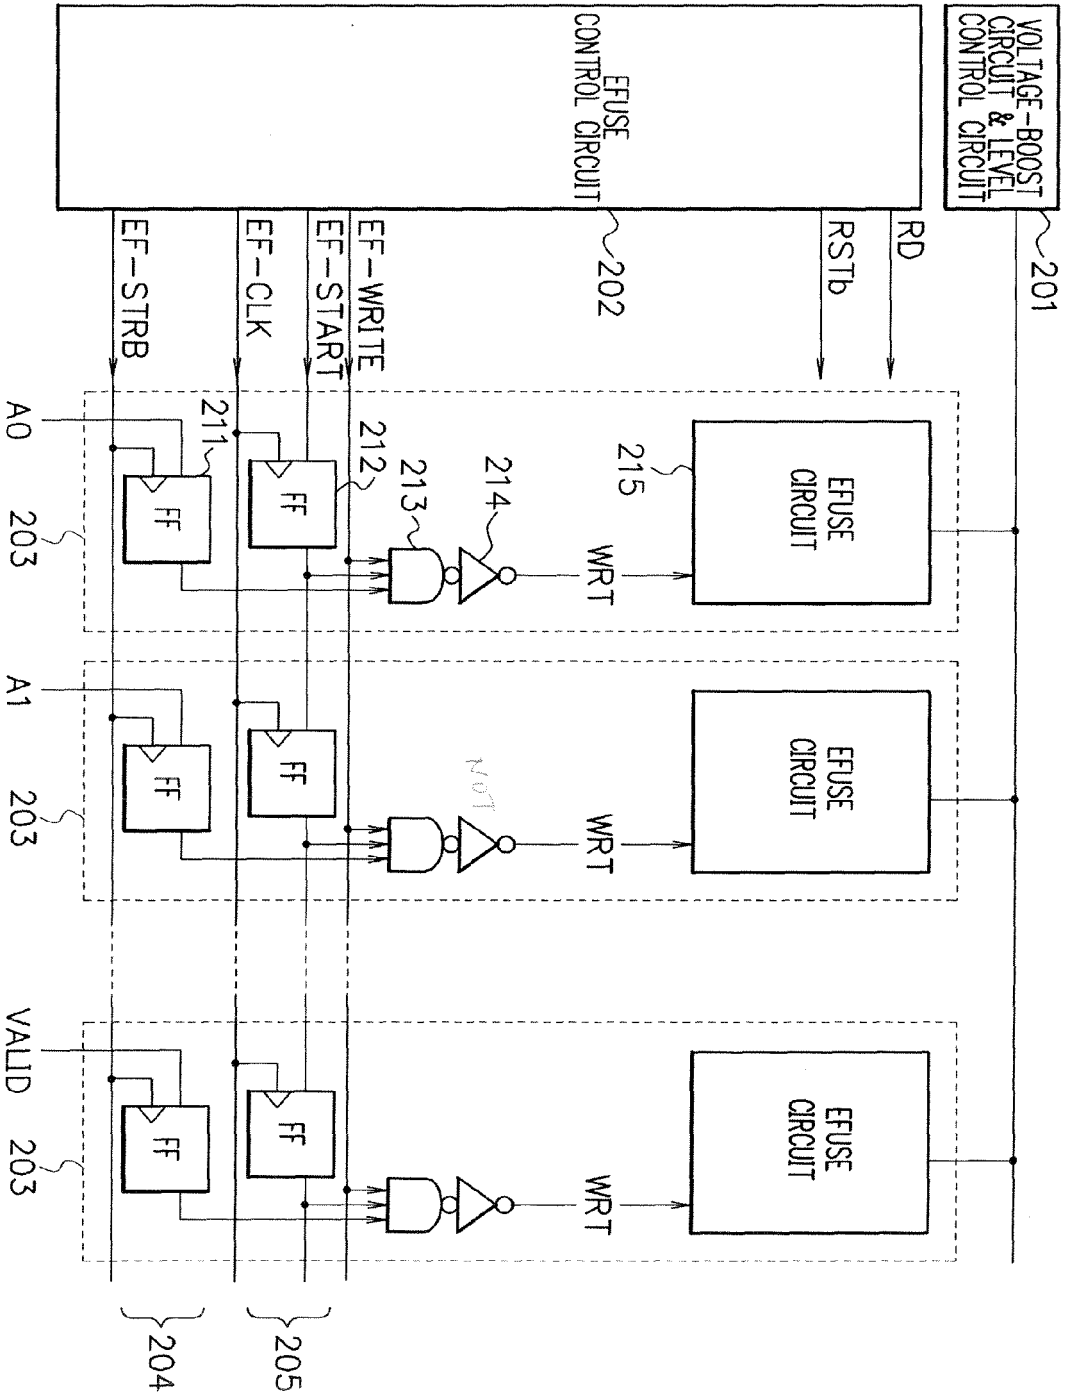 VOLTAGE-BOOST
CIRCUIT & LEVEL
CONTROL CIRCUIT
201
EFUSE
CONTROL CIRCUIT
202
RD
RSTb
EF-WRITE
EF-START
EF-CLK
EF-STRB
EFUSE
CIRCUIT
215
WRT
214
213
212
FF
211
FF
A0
203
EFUSE
CIRCUIT
WRT
NOT
FF
FF
A1
203
EFUSE
CIRCUIT
WRT
FF
FF
VALID
203
205
204